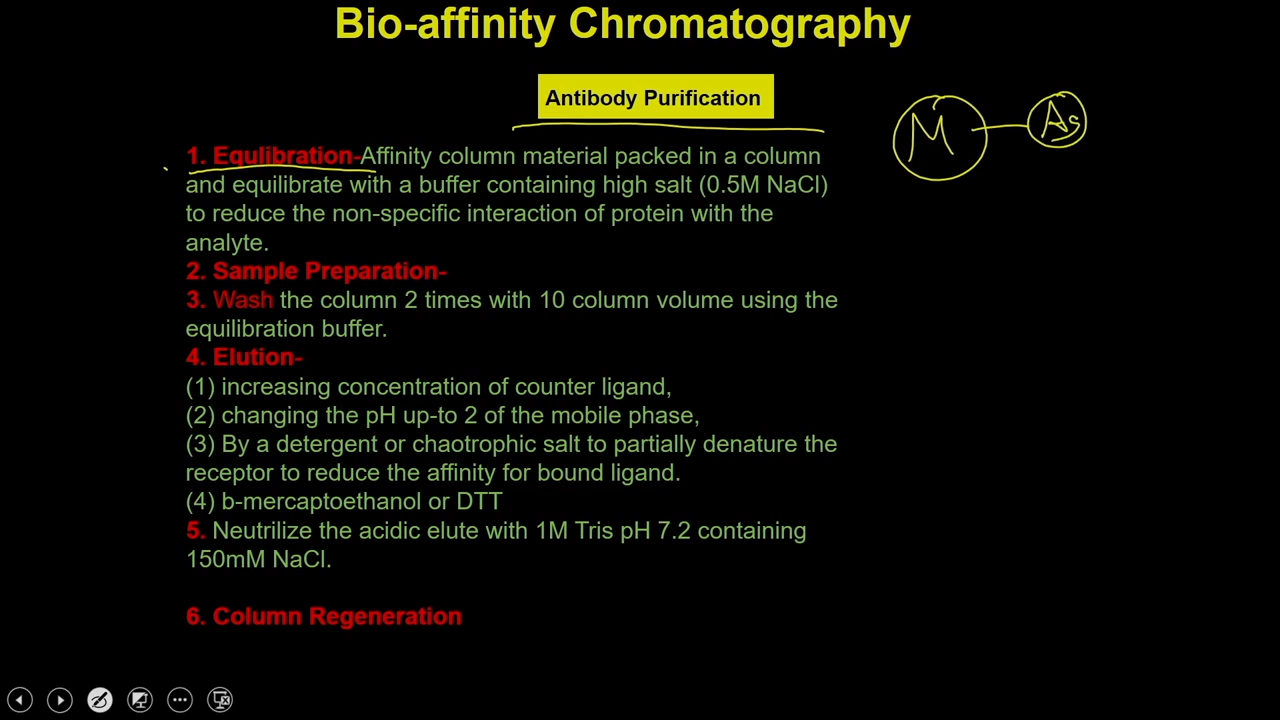 Bio-affinity Chromatography
Antibody Purification
M
Ag
1. Equlibration-Affinity column material packed in a column
and equilibrate with a buffer containing high salt (0.5M NaCl)
to reduce the non-specific interaction of protein with the
analyte.
2. Sample Preparation-
3. Wash the column 2 times with 10 column volume using the
equilibration buffer.
4. Elution-
(1) increasing concentration of counter ligand,
(2) changing the pH up-to 2 of the mobile phase,
(3) By a detergent or chaotrophic salt to partially denature the
receptor to reduce the affinity for bound ligand.
(4) b-mercaptoethanol or DTT
5. Neutrilize the acidic elute with 1M Tris pH 7.2 containing
150mM NaCl.
6. Column Regeneration